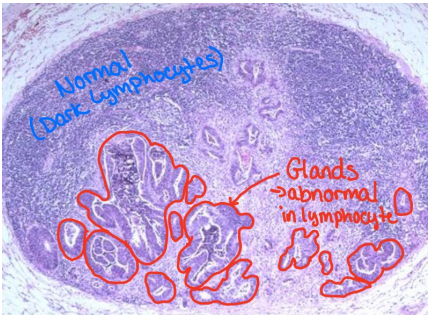 Normal
(Dark Lymphocytes)
Glands
→ abnormal
in lymphocyte